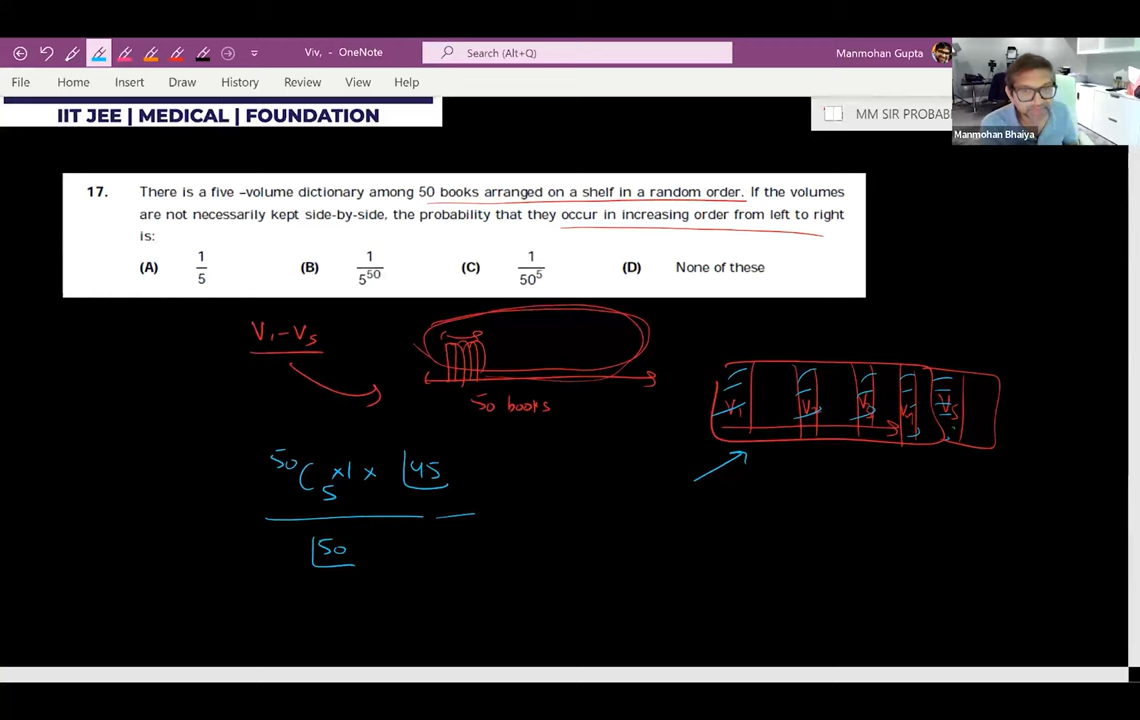 Viv, - OneNote
Search (Alt+Q)
Manmohan Gupta
File Home Insert Draw History Review View Help
IIT JEE | MEDICAL | FOUNDATION
MM SIR PROBAB
Manmohan Bhaiya
17. There is a five –volume dictionary among 50 books arranged on a shelf in a random order. If the volumes
are not necessarily kept side-by-side, the probability that they occur in increasing order from left to right
is:
(A) 1/5 (B) 1/5^50 (C) 1/50^5 (D) None of these
V₁ – V₅
50 books
V₁ V₂ V₃ V₄ V₅
⁵⁰C₅ ×1 × |45
|50